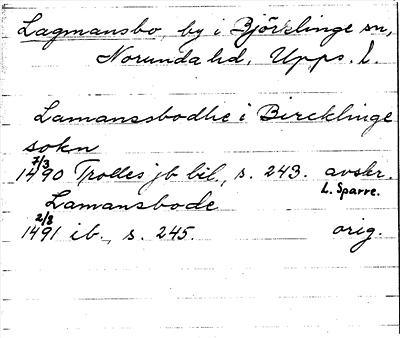 Lagmansbo, by i Björklinge sn,
Norunda hd, Upps. l.
Lamanssbodhe i Bircklinge
sokn
7/3
1490 Trolles jb bil., s. 243. avskr.
L. Sparre.
Lamansbode
2/8
1491 ib., s. 245. orig.